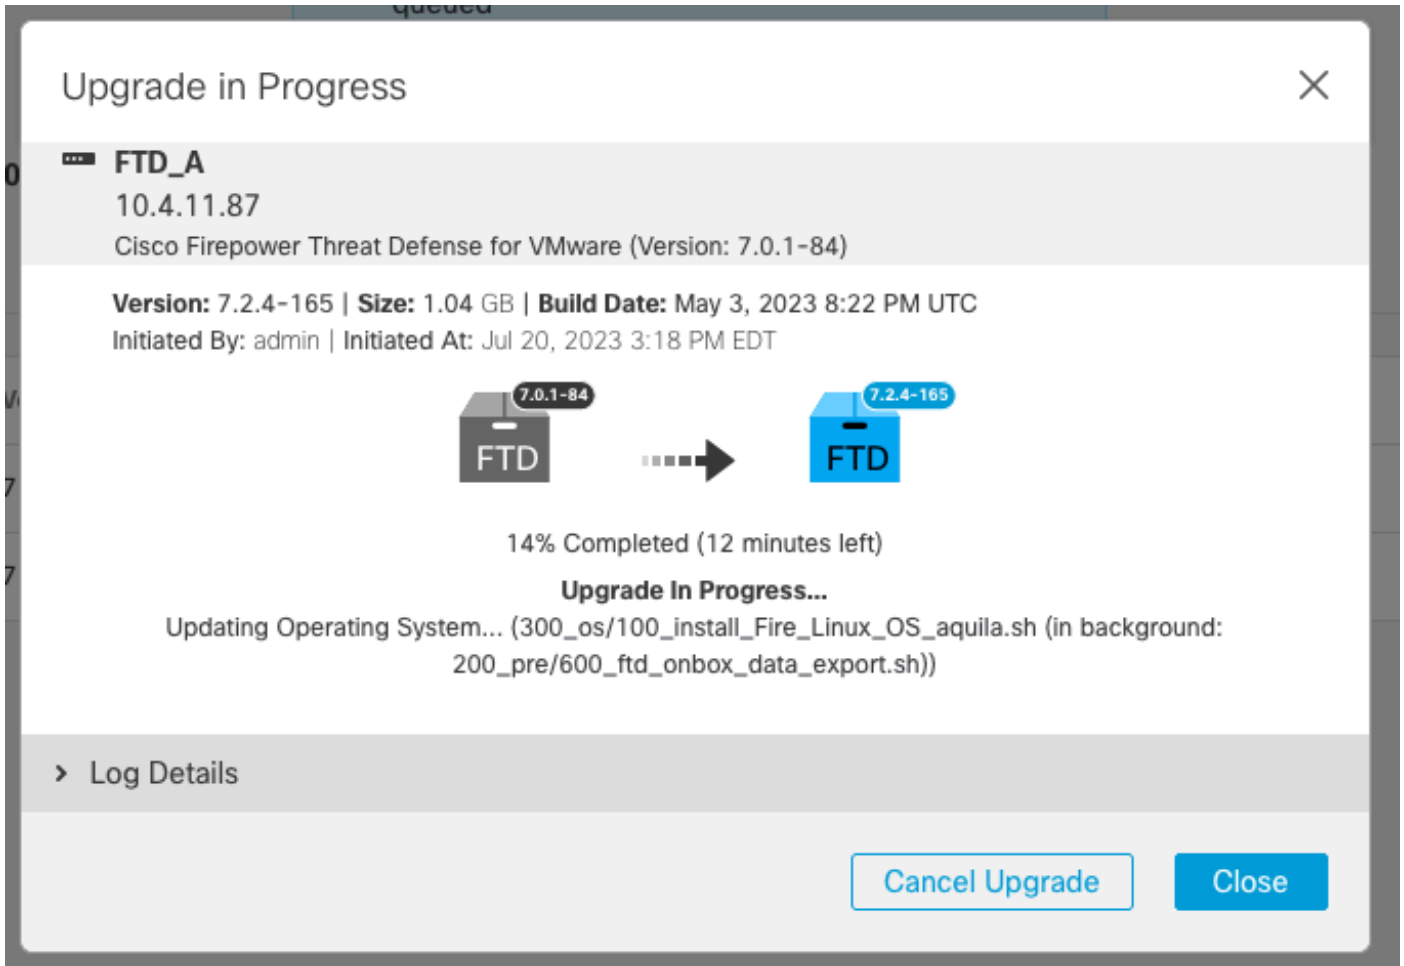 queued
Upgrade in Progress
0
FTD_A
10.4.11.87
Cisco Firepower Threat Defense for VMware (Version: 7.0.1-84)
Version: 7.2.4-165 | Size: 1.04 GB | Build Date: May 3, 2023 8:22 PM UTC
Initiated By: admin | Initiated At: Jul 20, 2023 3:18 PM EDT
7.0.1-84 7.2.4-165
FTD FTD
7
14% Completed (12 minutes left)
7
Upgrade In Progress...
Updating Operating System... (300_os/100_install_Fire_Linux_OS_aquila.sh (in background:
200_pre/600_ftd_onbox_data_export.sh))
> Log Details
Cancel Upgrade Close